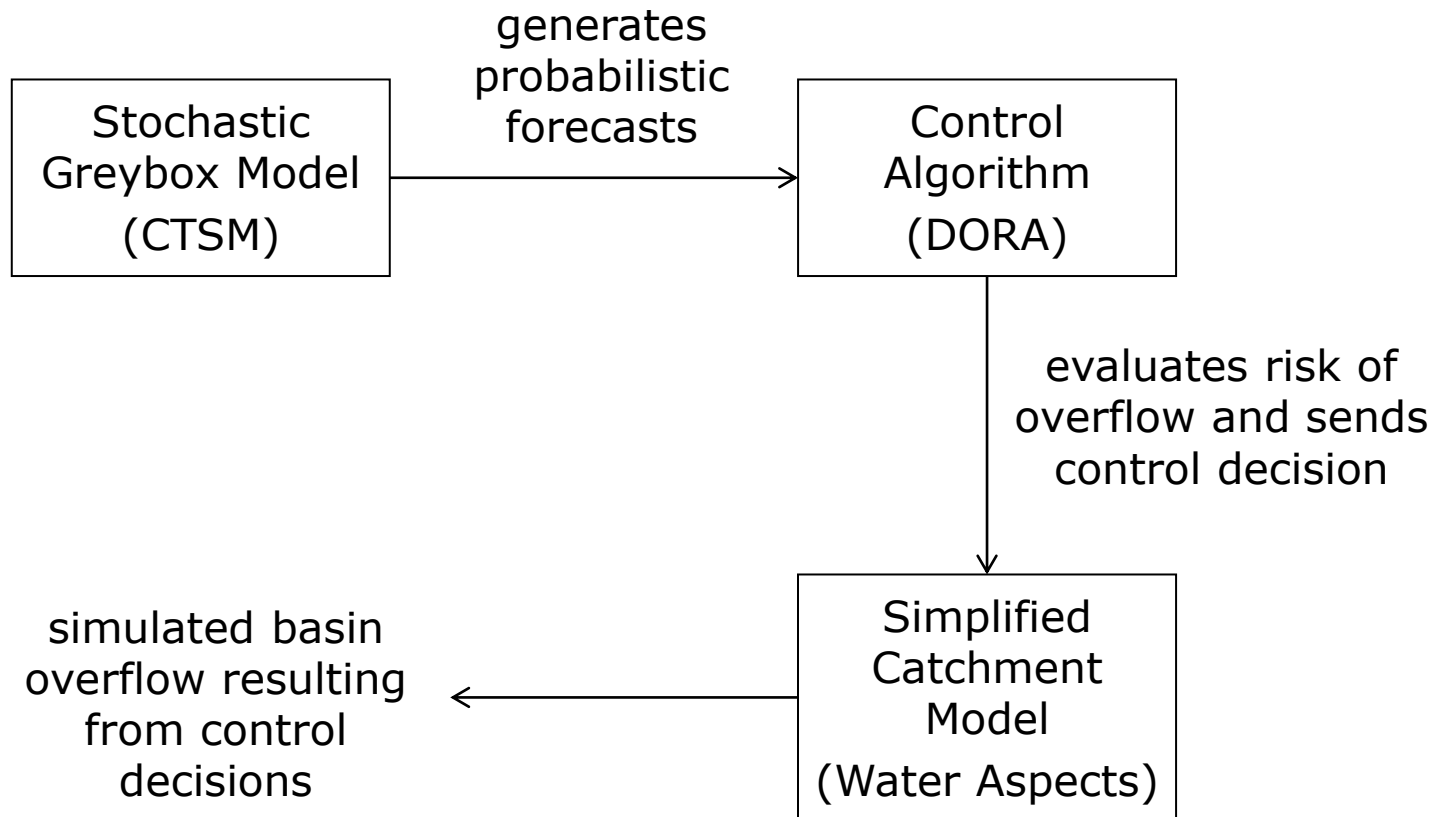 generates
probabilistic
forecasts
Stochastic
Greybox Model
(CTSM)
Control
Algorithm
(DORA)
evaluates risk of
overflow and sends
control decision
Simplified
Catchment
Model
(Water Aspects)
simulated basin
overflow resulting
from control
decisions